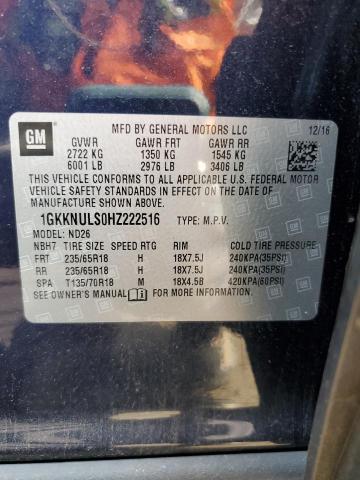 GM
MFD BY GENERAL MOTORS LLC 12/16
GVWR GAWR FRT GAWR RR
2722 KG 1350 KG 1545 KG
6001 LB 2976 LB 3406 LB
THIS VEHICLE CONFORMS TO ALL APPLICABLE U.S. FEDERAL MOTOR
VEHICLE SAFETY, BUMPER, AND THEFT PREVENTION
STANDARDS IN EFFECT ON THE DATE OF
MANUFACTURE SHOWN ABOVE.
1GKKNULS0HZ222516 TYPE: M.P.V.
MODEL: ND26
NBH7 TIRE SIZE SPEED RTG RIM COLD TIRE PRESSURE
FRT 235/65R18 H 18X7.5J 240KPA(35PSI)
RR 235/65R18 H 18X7.5J 240KPA(35PSI)
SPA T135/70R18 M 18X4.5B 420KPA(60PSI)
SEE OWNER'S MANUAL FOR MORE INFORMATION